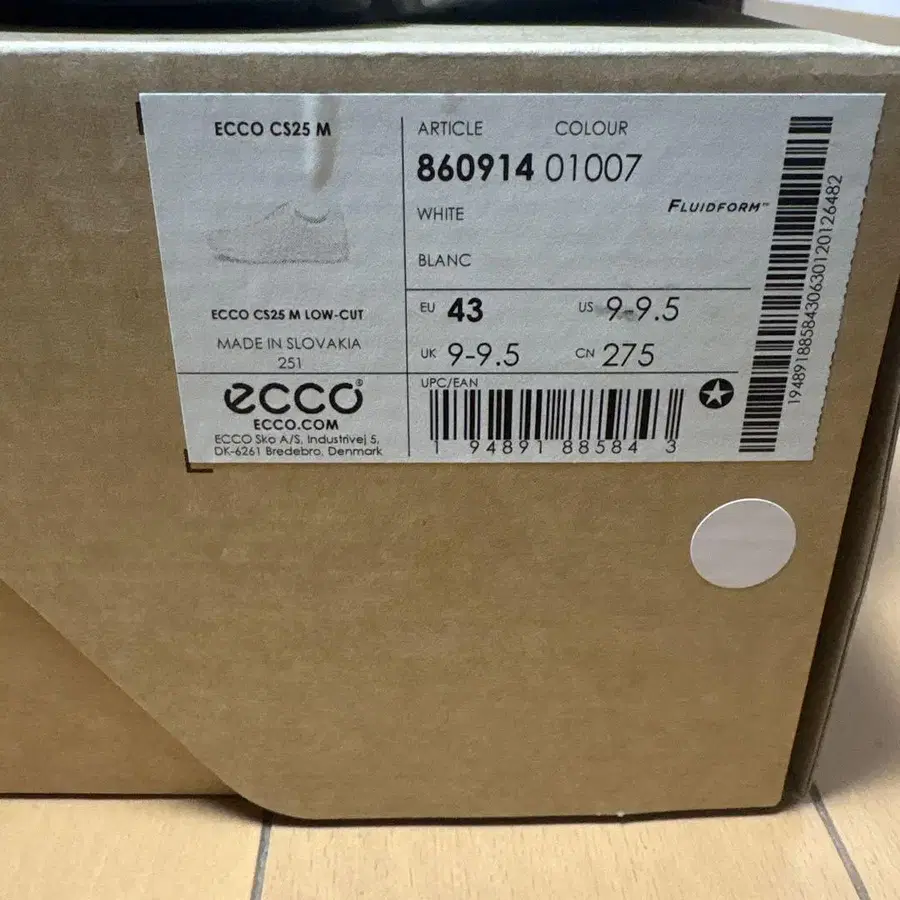 ECCO CS25 M
ECCO CS25 M LOW-CUT
MADE IN SLOVAKIA
251
ecco®
ECCO.COM
ECCO Sko A/S, Industrivej 5,
DK-6261 Bredebro, Denmark
ARTICLE COLOUR
860914 01007
WHITE
BLANC
FLUIDFORM™
EU 43 US 9-9.5
UK 9-9.5 CN 275
UPC/EAN
1 94891 88584 3
19489188584306301201264​82